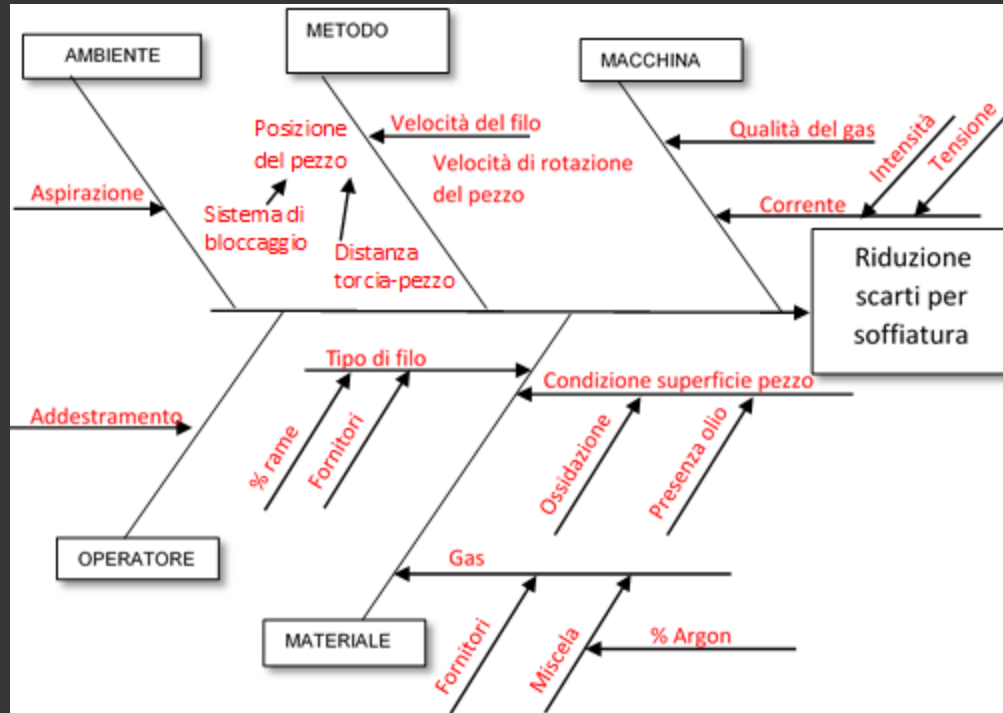 AMBIENTE
METODO
MACCHINA
Aspirazione
Posizione
del pezzo
Sistema di
bloccaggio
Distanza
torcia-pezzo
Velocità del filo
Velocità di rotazione
del pezzo
Qualità del gas
Corrente
Intensità
Tensione
Riduzione
scarti per
soffiatura
Addestramento
OPERATORE
Tipo di filo
% rame
Fornitori
Condizione superficie pezzo
Ossidazione
Presenza olio
Gas
Fornitori
Miscela
% Argon
MATERIALE